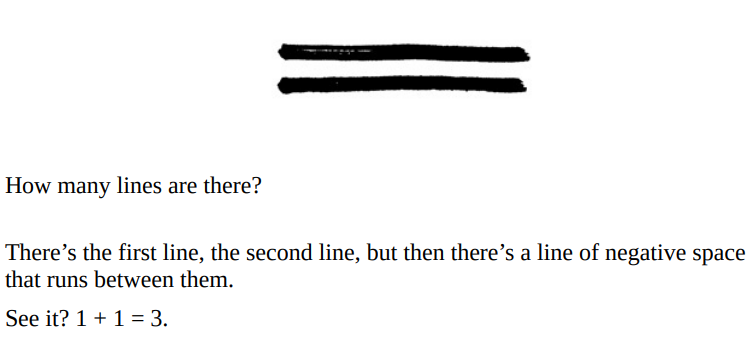 How many lines are there?
There’s the first line, the second line, but then there’s a line of negative space
that runs between them.
See it? 1 + 1 = 3.